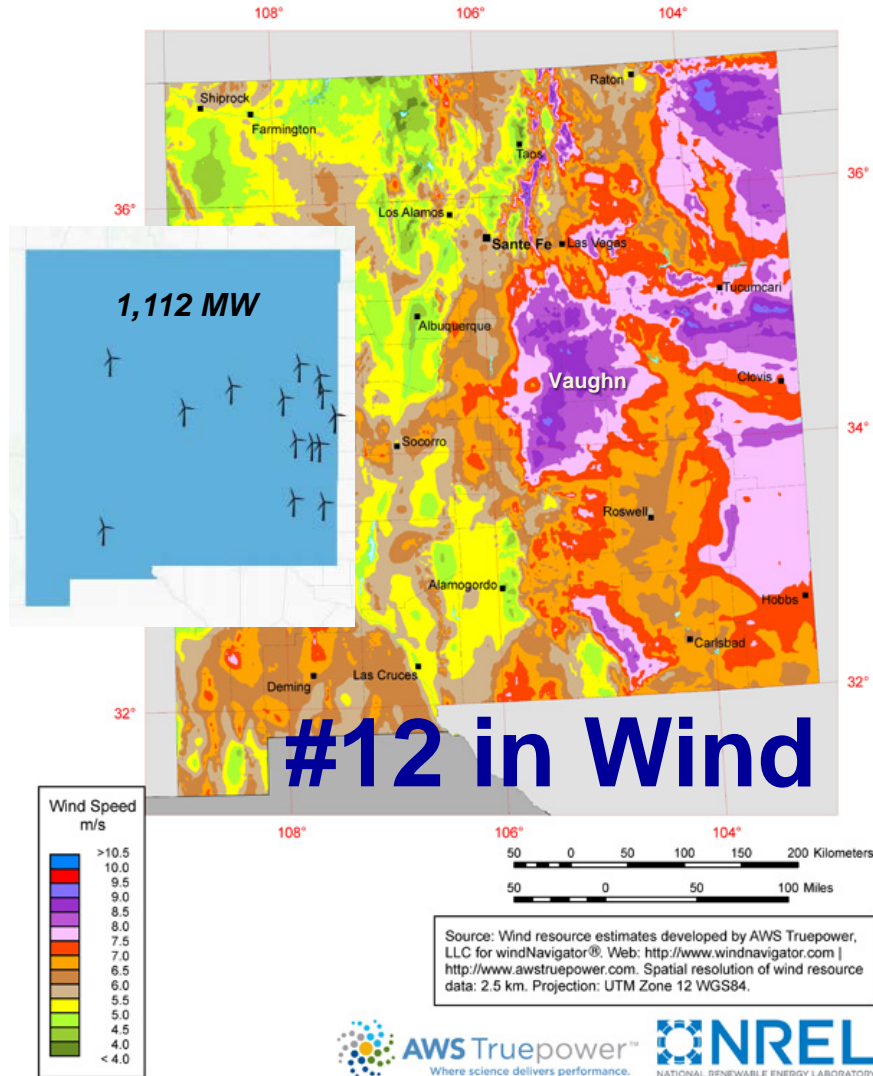 108° 106° 104°
Raton
Shiprock
Farmington
Taos
36° 36°
Los Alamos
Sante Fe Las Vegas
1,112 MW
Tucumcari
Albuquerque
Vaughn
Clovis
34°
Socorro
Roswell
Alamogordo
Hobbs
Carlsbad
Las Cruces
Deming
32° 32°
#12 in Wind
108° 106° 104°
Wind Speed
m/s
>10.5
10.0
9.5
9.0
8.5
8.0
7.5
7.0
6.5
6.0
5.5
5.0
4.5
4.0
< 4.0
50 0 50 100 150 200 Kilometers
50 0 50 100 Miles
Source: Wind resource estimates developed by AWS Truepower,
LLC for windNavigator®. Web: http://www.windnavigator.com |
http://www.awstruepower.com. Spatial resolution of wind resource
data: 2.5 km. Projection: UTM Zone 12 WGS84.
AWS Truepower™
Where science delivers performance.
NREL
NATIONAL RENEWABLE ENERGY LABORATORY